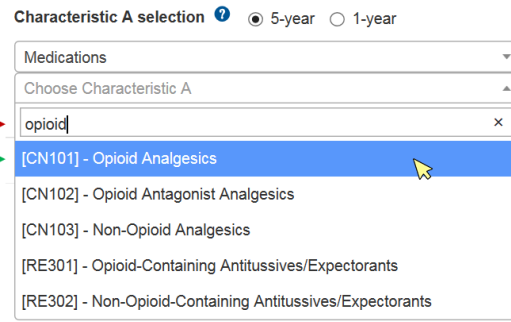 Characteristic A selection ? 5-year 1-year
Medications
Choose Characteristic A
opioid ×
[CN101] - Opioid Analgesics
[CN102] - Opioid Antagonist Analgesics
[CN103] - Non-Opioid Analgesics
[RE301] - Opioid-Containing Antitussives/Expectorants
[RE302] - Non-Opioid-Containing Antitussives/Expectorants